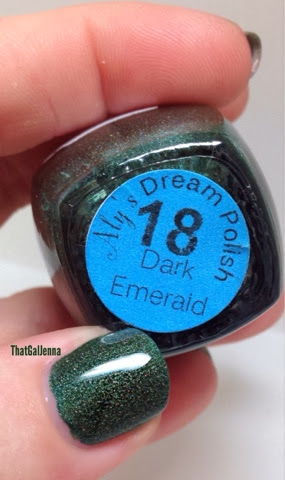 Aly's Dream Polish
18
Dark
Emerald
ThatGalJenna